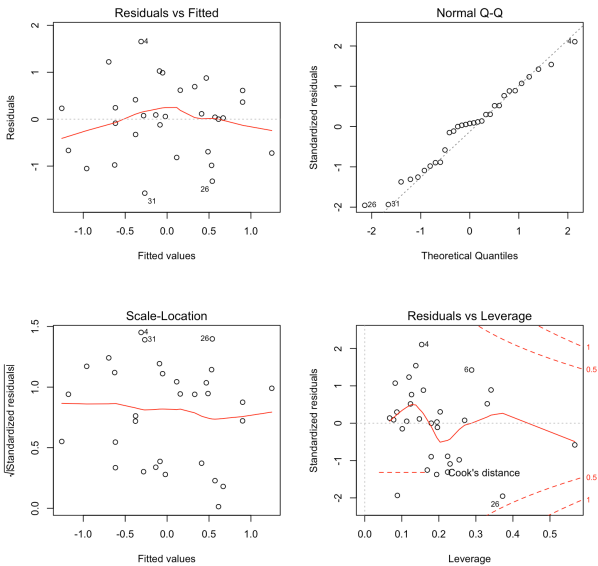 Residuals vs Fitted
Residuals
2
1
0
-1
4
26
31
-1.0 -0.5 0.0 0.5 1.0
Fitted values
Normal Q-Q
Standardized residuals
2
1
0
-1
-2
4
26
31
-2 -1 0 1 2
Theoretical Quantiles
Scale-Location
√|Standardized residuals|
1.5
1.0
0.5
0.0
4
31
26
-1.0 -0.5 0.0 0.5 1.0
Fitted values
Residuals vs Leverage
Standardized residuals
2
1
0
-1
-2
4
6
26
1
0.5
0.5
1
Cook's distance
0.0 0.1 0.2 0.3 0.4 0.5
Leverage